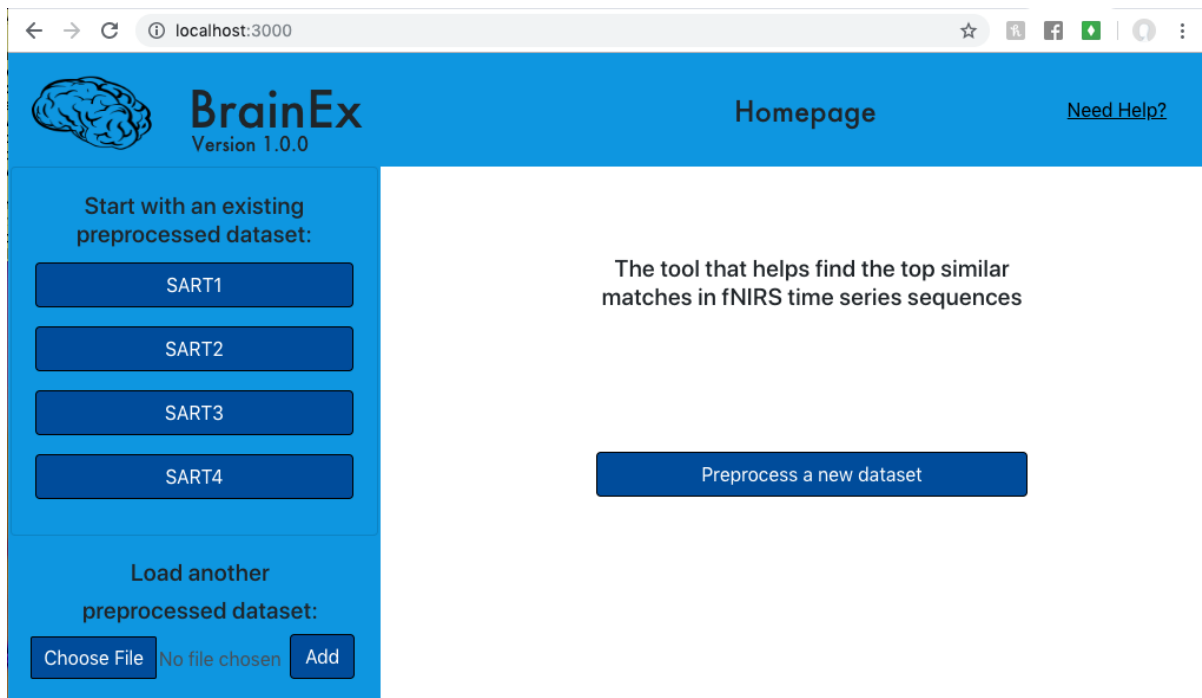 localhost:3000
BrainEx
Version 1.0.0
Homepage
Need Help?
Start with an existing
preprocessed dataset:
SART1
SART2
SART3
SART4
The tool that helps find the top similar
matches in fNIRS time series sequences
Preprocess a new dataset
Load another
preprocessed dataset:
Choose File No file chosen Add